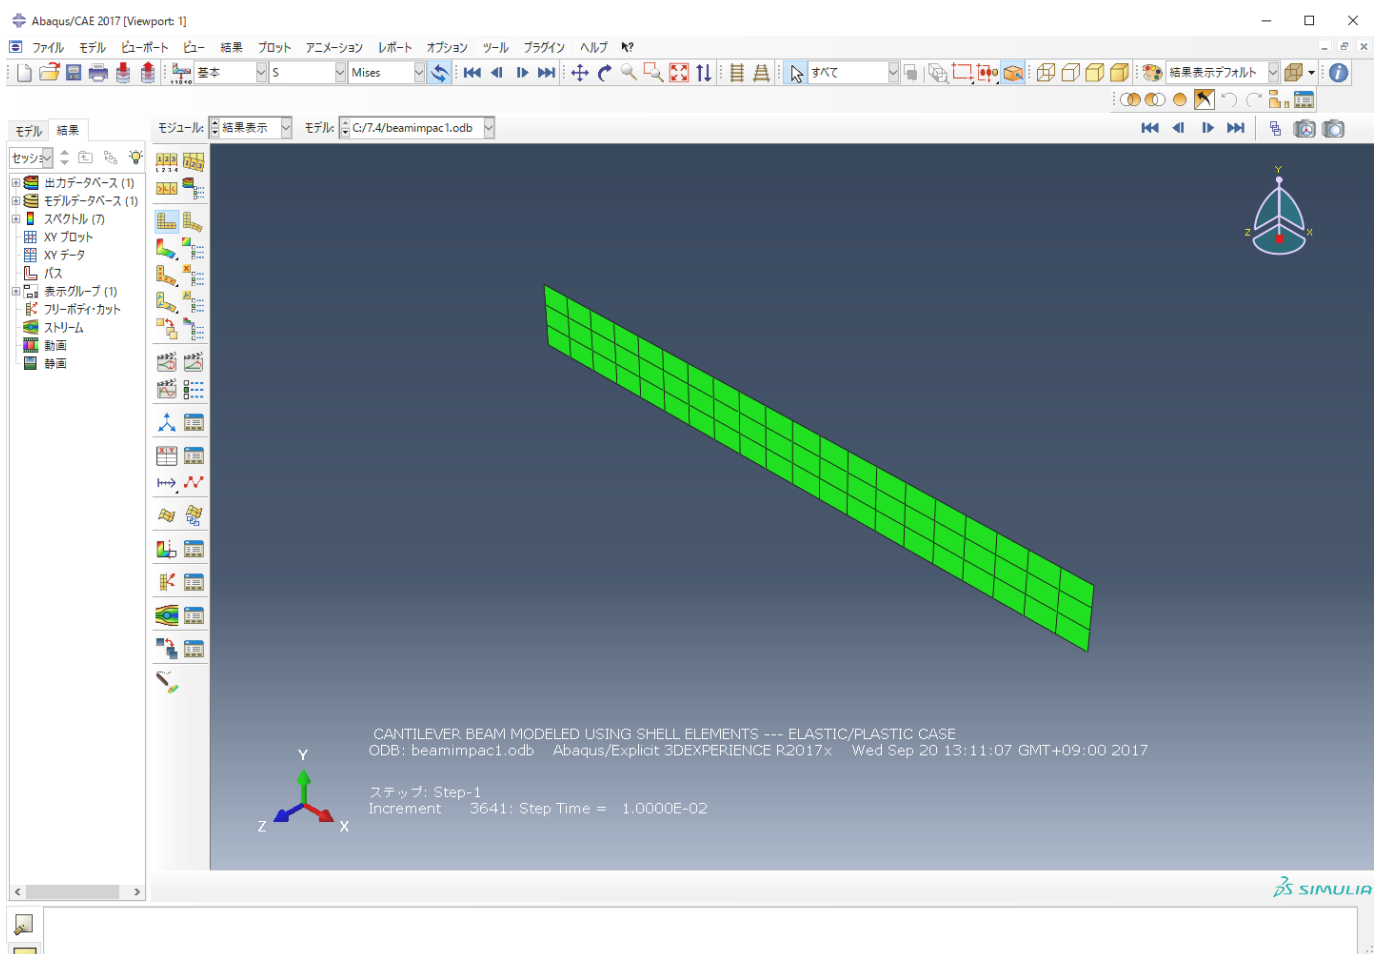 Abaqus/CAE 2017 [Viewport: 1]
ファイル モデル ビューポート ビュー 結果 プロット アニメーション レポート オプション ツール プラグイン ヘルプ
基本 S Mises すべて 結果表示デフォルト
モデル 結果 モジュール: 結果表示 モデル: C:/7.4/beamimpac1.odb
セッショ
出力データベース (1)
モデルデータベース (1)
スペクトル (7)
XY プロット
XY データ
パス
表示グループ (1)
フリーボディ・カット
ストリーム
動画
静画
Y
Z X
CANTILEVER BEAM MODELED USING SHELL ELEMENTS --- ELASTIC/PLASTIC CASE
ODB: beamimpac1.odb Abaqus/Explicit 3DEXPERIENCE R2017x Wed Sep 20 13:11:07 GMT+09:00 2017
Y
ステップ: Step-1
Increment 3641: Step Time = 1.0000E-02
Z X
SIMULIA